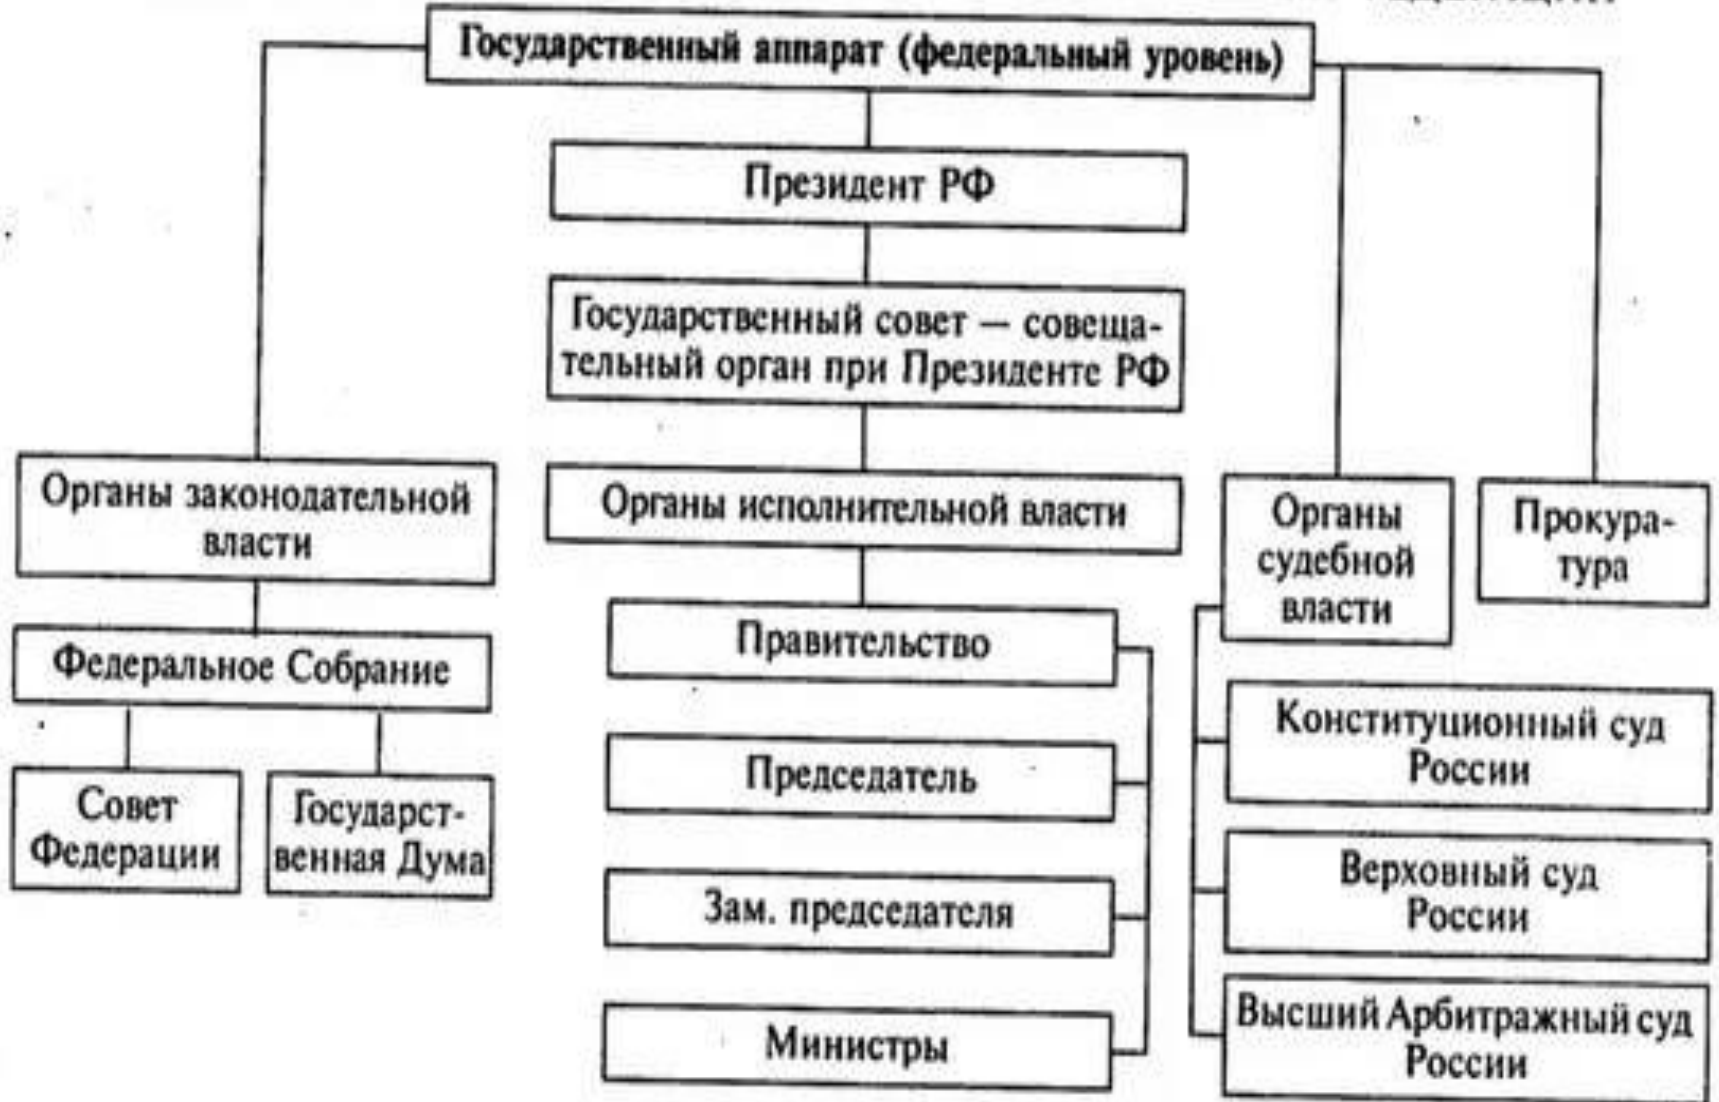 Государственный аппарат (федеральный уровень)
Президент РФ
Государственный совет — совеща-
тельный орган при Президенте РФ
Органы законодательной
власти
Органы исполнительной власти
Органы
судебной
власти
Прокура-
тура
Федеральное Собрание
Совет
Федерации
Государст-
венная Дума
Правительство
Председатель
Зам. председателя
Министры
Конституционный суд
России
Верховный суд
России
Высший Арбитражный суд
России